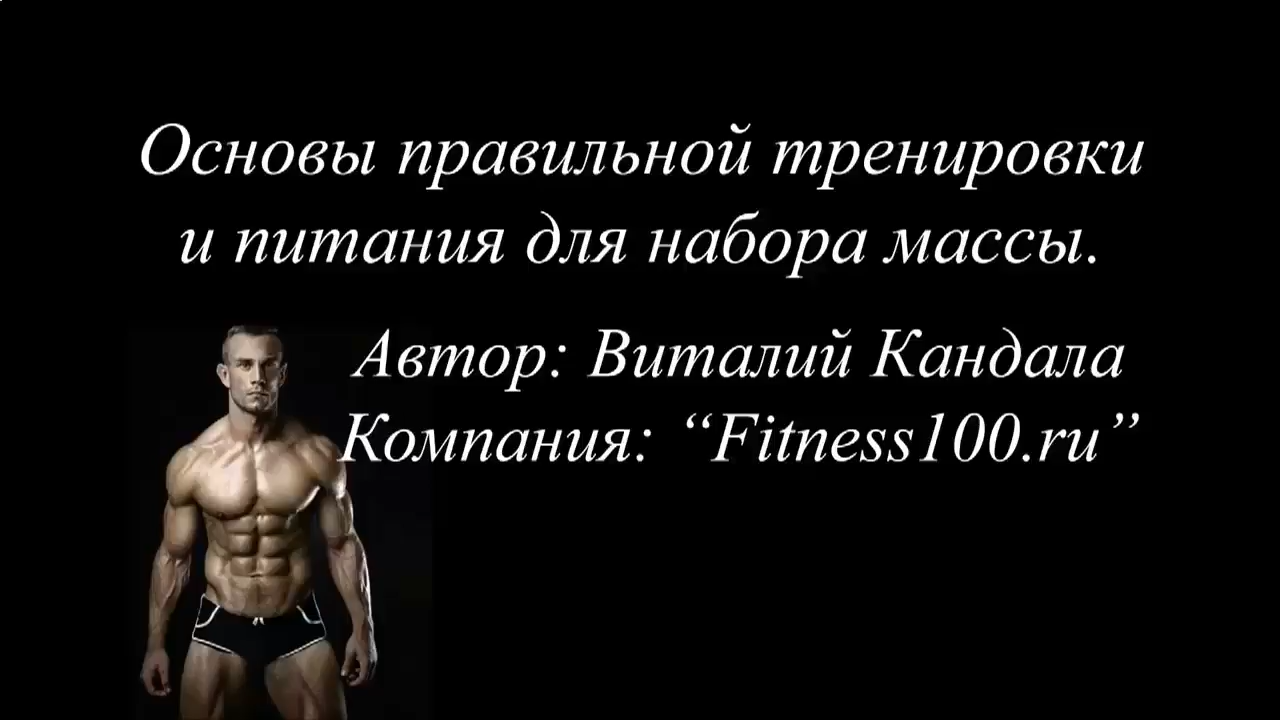 Основы правильной тренировки
и питания для набора массы.
Автор: Виталий Кандала
Компания: “Fitness100.ru”